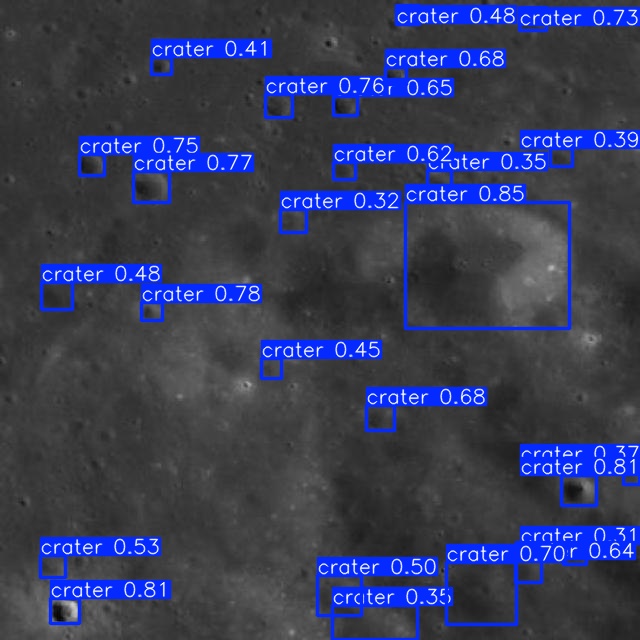 crater 0.48
crater 0.73
crater 0.41
crater 0.68
crater 0.76
0.65
crater 0.39
crater 0.75
crater 0.62
crater 0.35
crater 0.77
crater 0.85
crater 0.32
crater 0.48
crater 0.78
crater 0.45
crater 0.68
crater 0.37
crater 0.81
crater 0.31
crater 0.53
crater 0.70
0.64
crater 0.50
crater 0.81
crater 0.35